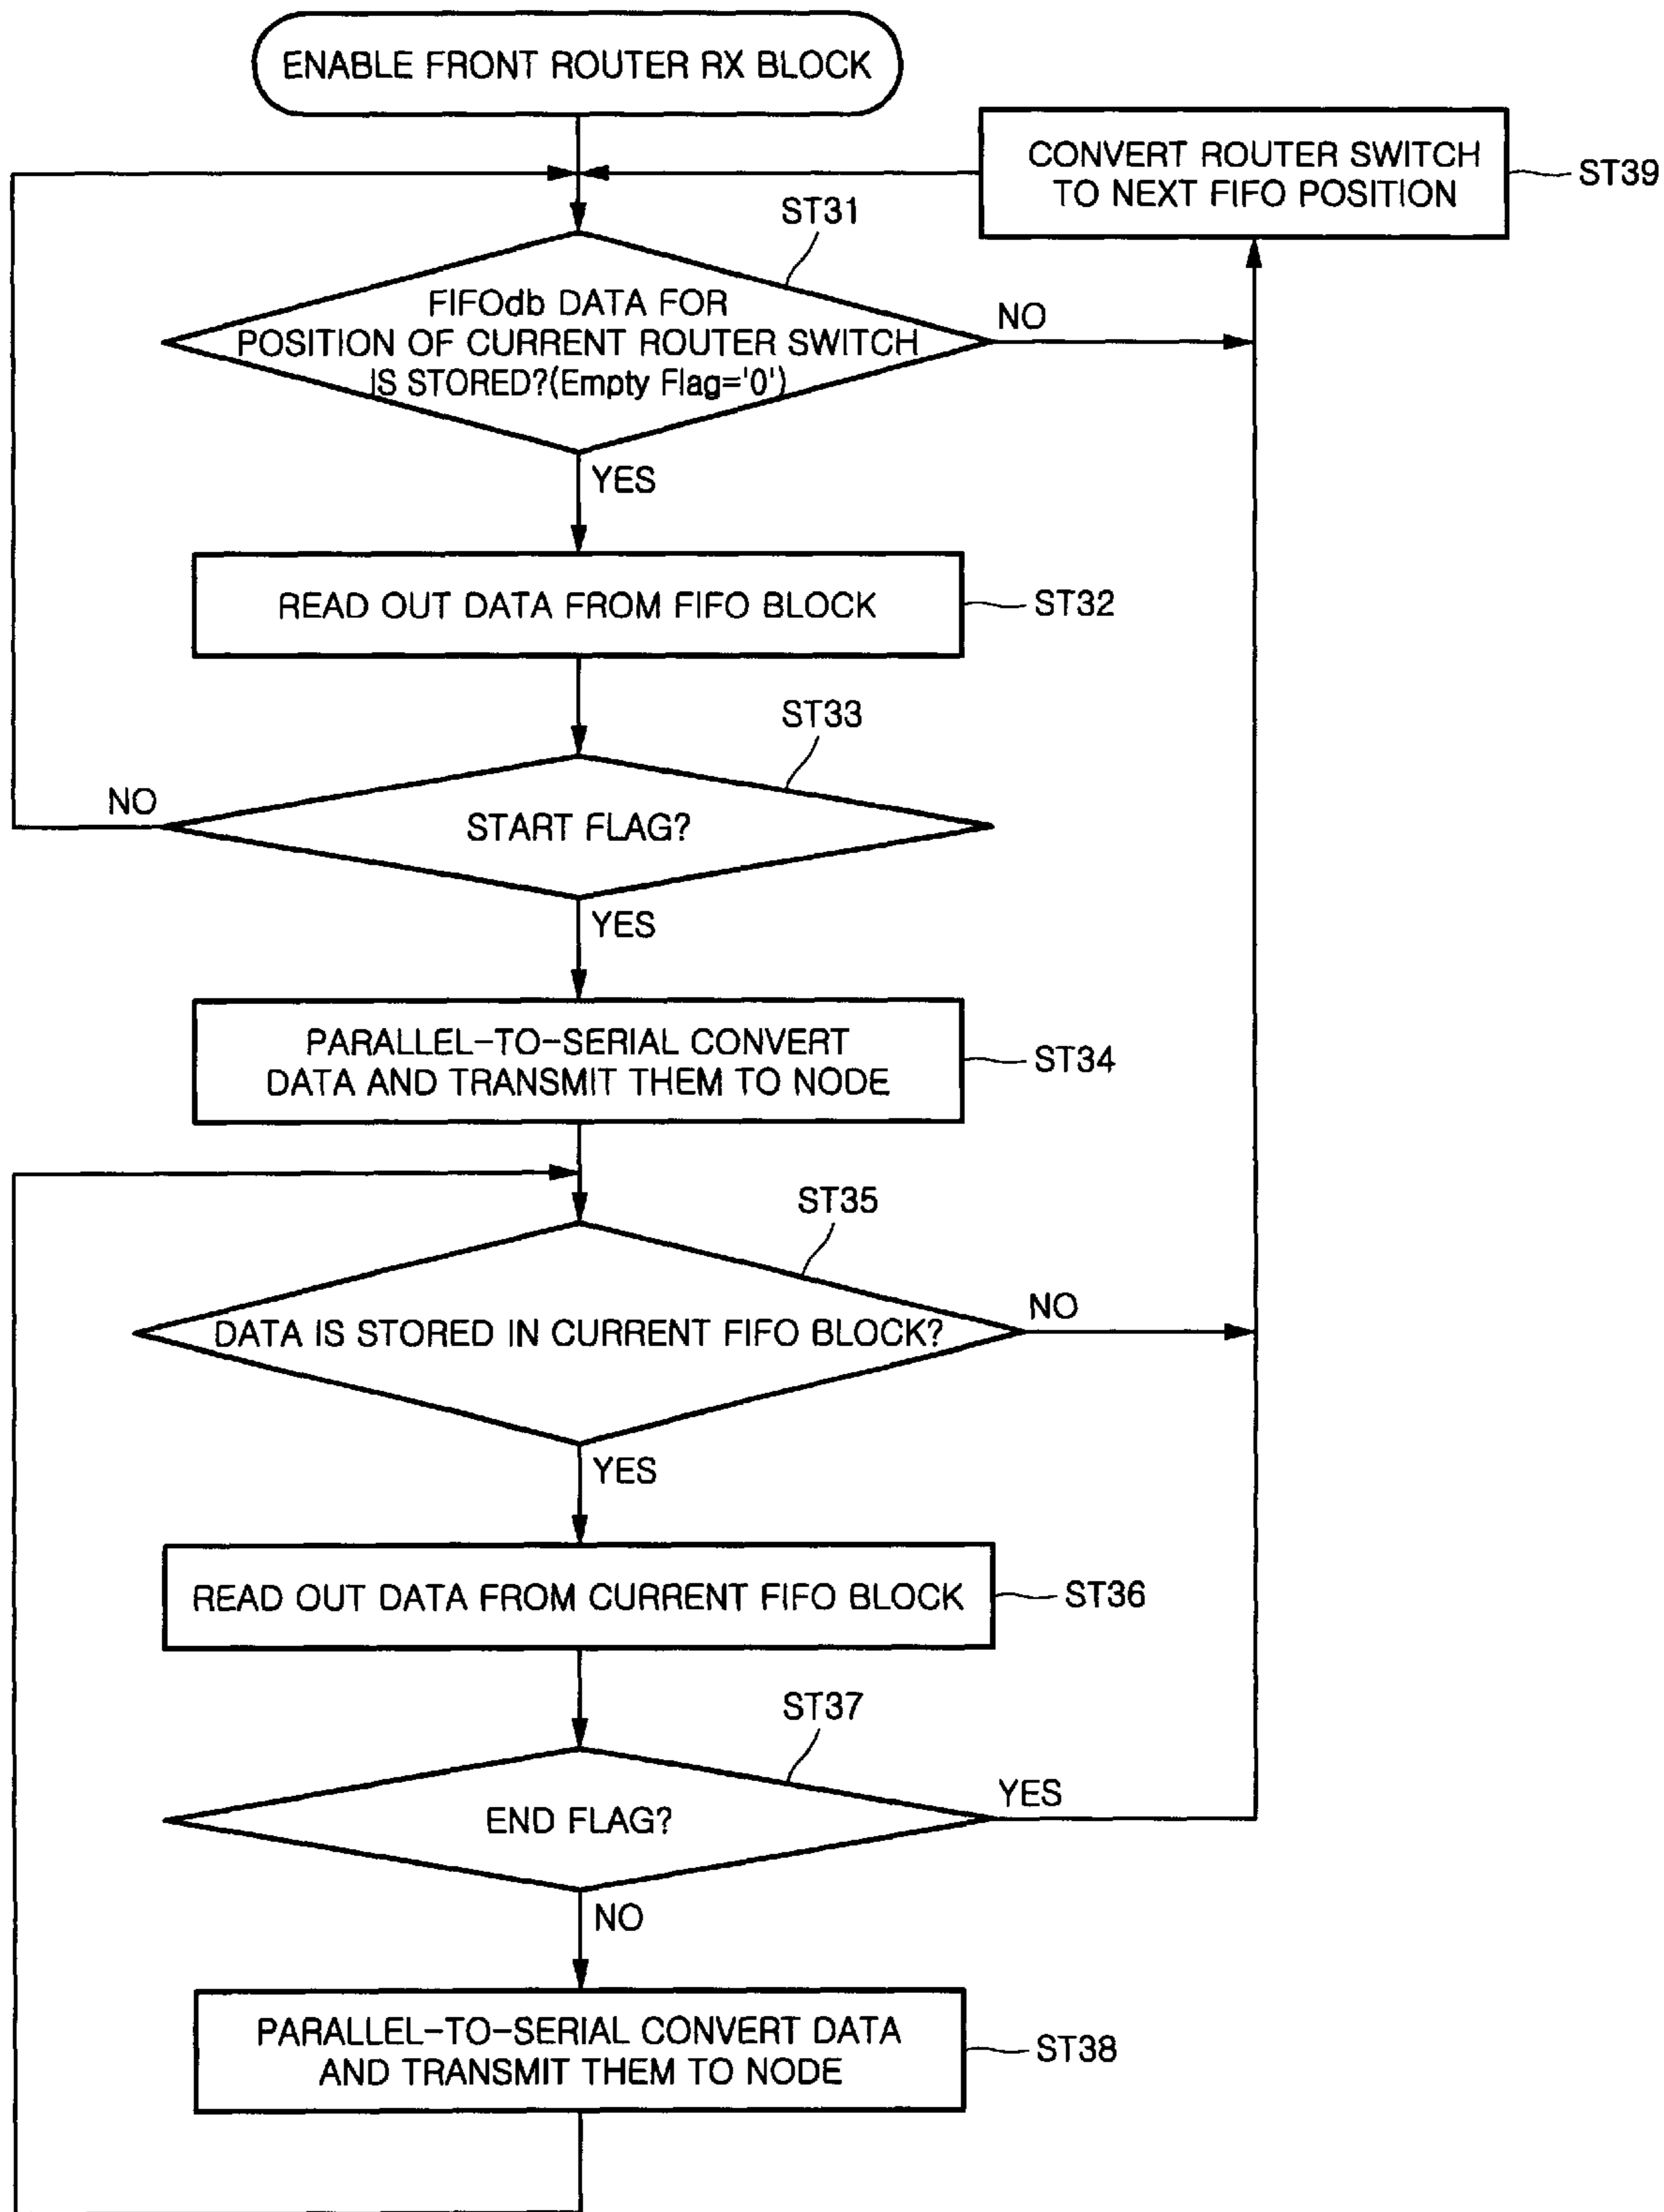 ENABLE FRONT ROUTER RX BLOCK
CONVERT ROUTER SWITCH
TO NEXT FIFO POSITION
ST39
ST31
FIFOdb DATA FOR
POSITION OF CURRENT ROUTER SWITCH
IS STORED?(Empty Flag='0')
NO
YES
READ OUT DATA FROM FIFO BLOCK
ST32
ST33
NO
START FLAG?
YES
PARALLEL-TO-SERIAL CONVERT
DATA AND TRANSMIT THEM TO NODE
ST34
ST35
DATA IS STORED IN CURRENT FIFO BLOCK?
NO
YES
READ OUT DATA FROM CURRENT FIFO BLOCK
ST36
ST37
END FLAG?
YES
NO
PARALLEL-TO-SERIAL CONVERT DATA
AND TRANSMIT THEM TO NODE
ST38